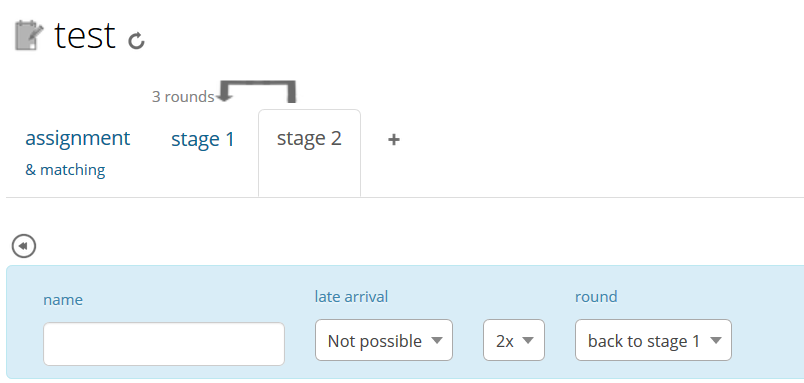 test
3 rounds
assignment stage 1 stage 2 +
& matching
name late arrival round
Not possible 2x back to stage 1